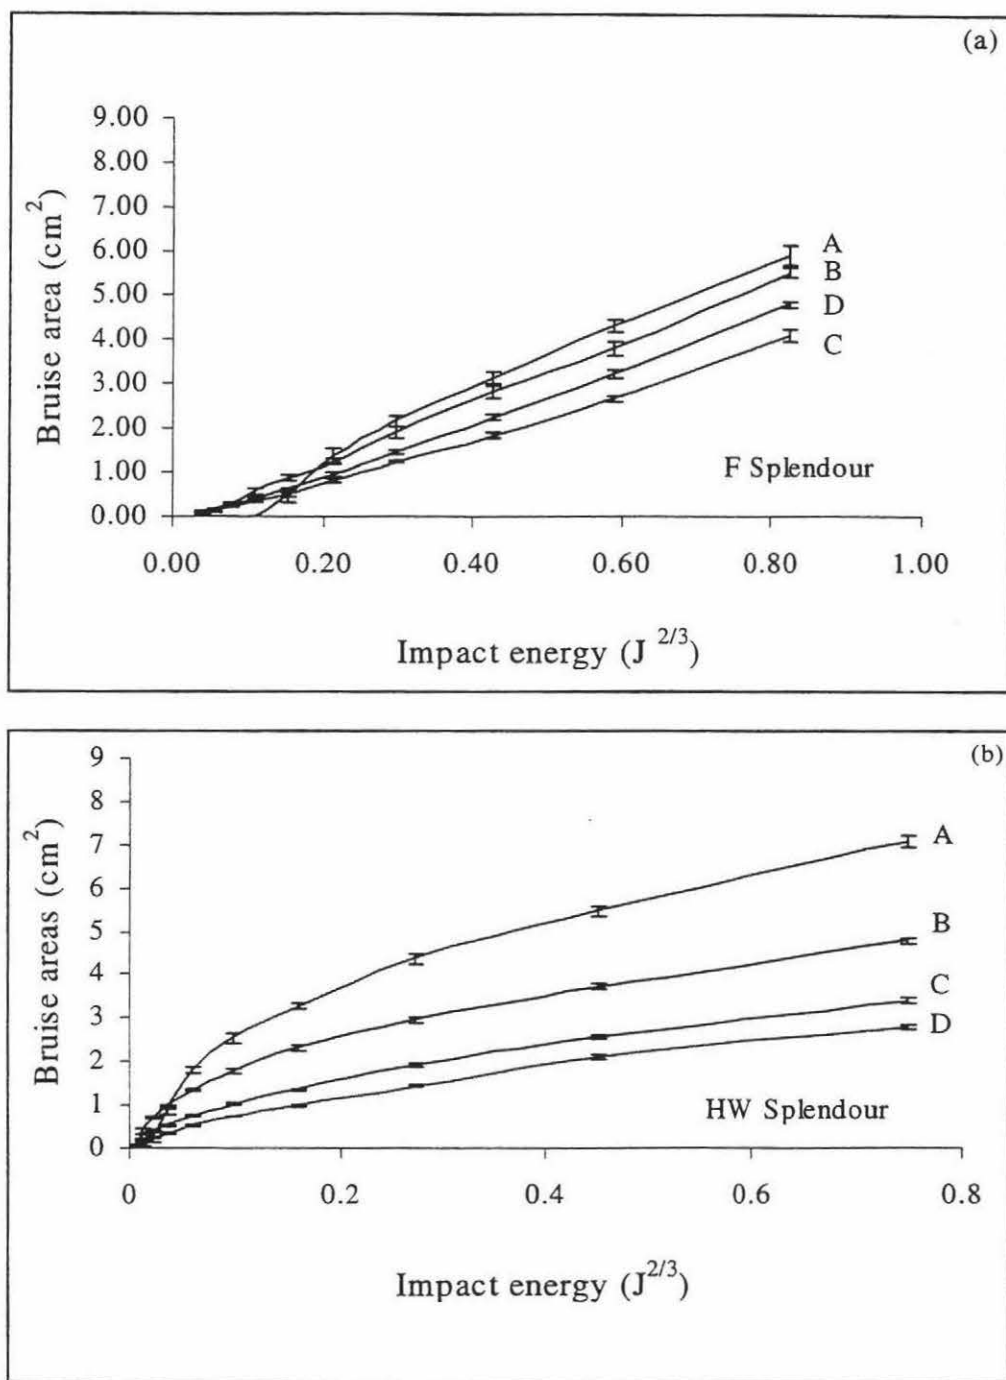 (a)
9.00
8.00
7.00
6.00
5.00
4.00
3.00
2.00
1.00
0.00
Bruise area (cm²)
A
B
D
C
F Splendour
0.00 0.20 0.40 0.60 0.80 1.00
Impact energy (J 2/3)
(b)
9
8
7
6
5
4
3
2
1
0
Bruise areas (cm²)
A
B
C
D
HW Splendour
0 0.2 0.4 0.6 0.8
Impact energy (J2/3)